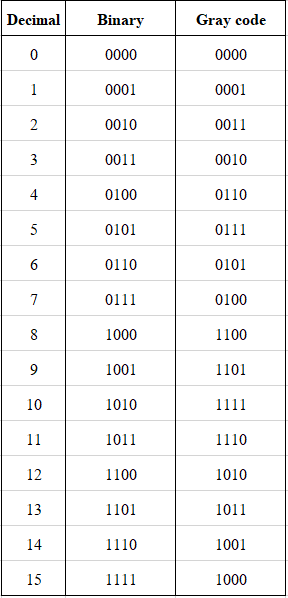 Decimal Binary Gray code
0 0000 0000
1 0001 0001
2 0010 0011
3 0011 0010
4 0100 0110
5 0101 0111
6 0110 0101
7 0111 0100
8 1000 1100
9 1001 1101
10 1010 1111
11 1011 1110
12 1100 1010
13 1101 1011
14 1110 1001
15 1111 1000